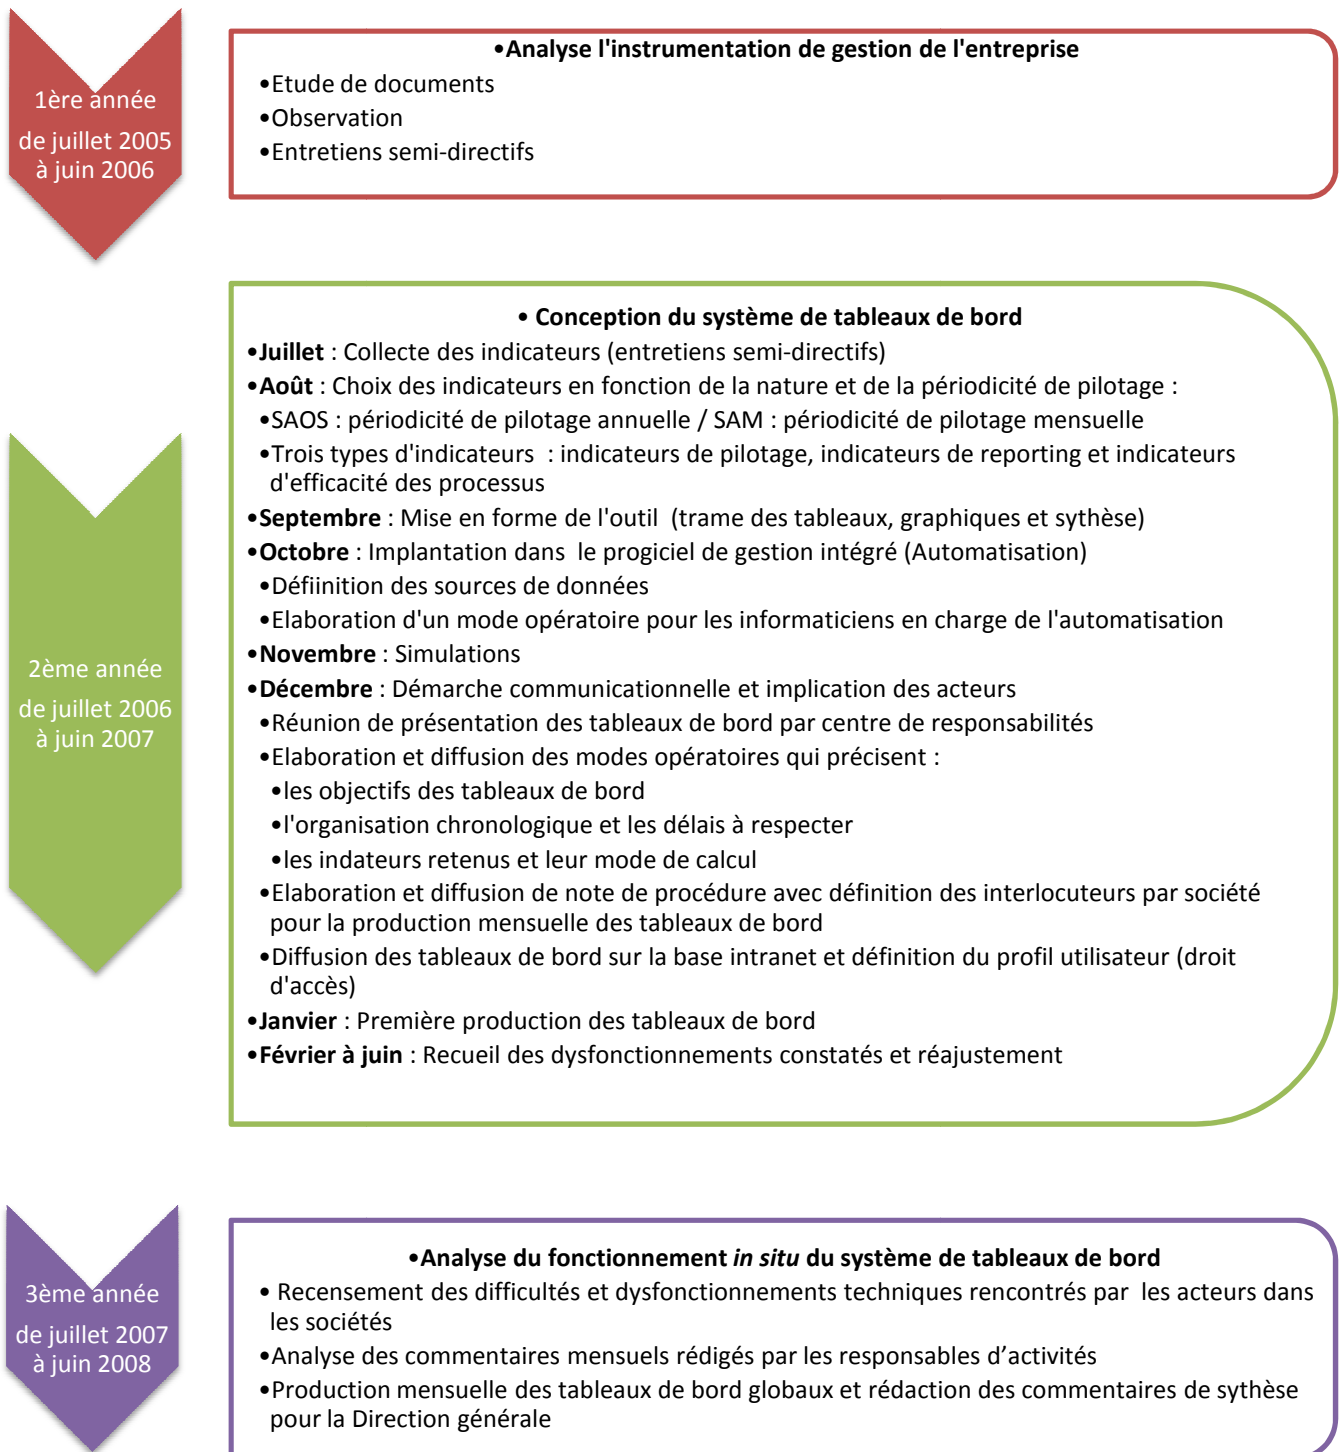 1ère année
de juillet 2005
à juin 2006
•Analyse l'instrumentation de gestion de l'entreprise
•Etude de documents
•Observation
•Entretiens semi-directifs
2ème année
de juillet 2006
à juin 2007
• Conception du système de tableaux de bord
•Juillet : Collecte des indicateurs (entretiens semi-directifs)
•Août : Choix des indicateurs en fonction de la nature et de la périodicité de pilotage :
•SAOS : périodicité de pilotage annuelle / SAM : périodicité de pilotage mensuelle
•Trois types d'indicateurs : indicateurs de pilotage, indicateurs de reporting et indicateurs
d'efficacité des processus
•Septembre : Mise en forme de l'outil (trame des tableaux, graphiques et sythèse)
•Octobre : Implantation dans le progiciel de gestion intégré (Automatisation)
•Défiinition des sources de données
•Elaboration d'un mode opératoire pour les informaticiens en charge de l'automatisation
•Novembre : Simulations
•Décembre : Démarche communicationnelle et implication des acteurs
•Réunion de présentation des tableaux de bord par centre de responsabilités
•Elaboration et diffusion des modes opératoires qui précisent :
•les objectifs des tableaux de bord
•l'organisation chronologique et les délais à respecter
•les indateurs retenus et leur mode de calcul
•Elaboration et diffusion de note de procédure avec définition des interlocuteurs par société
pour la production mensuelle des tableaux de bord
•Diffusion des tableaux de bord sur la base intranet et définition du profil utilisateur (droit
d'accès)
•Janvier : Première production des tableaux de bord
•Février à juin : Recueil des dysfonctionnements constatés et réajustement
3ème année
de juillet 2007
à juin 2008
•Analyse du fonctionnement in situ du système de tableaux de bord
• Recensement des difficultés et dysfonctionnements techniques rencontrés par les acteurs dans
les sociétés
•Analyse des commentaires mensuels rédigés par les responsables d’activités
•Production mensuelle des tableaux de bord globaux et rédaction des commentaires de sythèse
pour la Direction générale